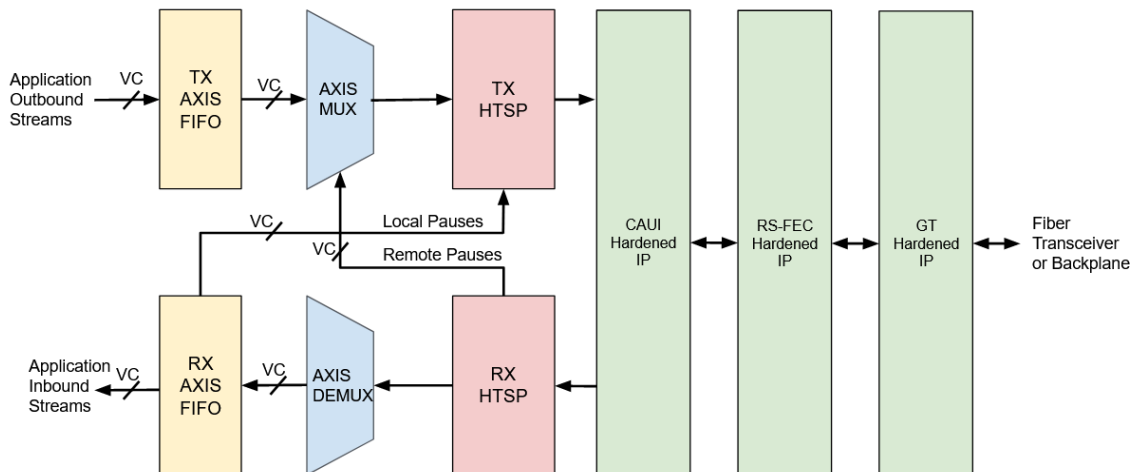 Application
Outbound
Streams
VC
TX
AXIS
FIFO
VC
AXIS
MUX
TX
HTSP
VC
Local Pauses
VC
Remote Pauses
CAUI
Hardened
IP
RS-FEC
Hardened
IP
GT
Hardened
IP
Fiber
Transceiver
or Backplane
Application
Inbound
Streams
VC
RX
AXIS
FIFO
VC
AXIS
DEMUX
RX
HTSP